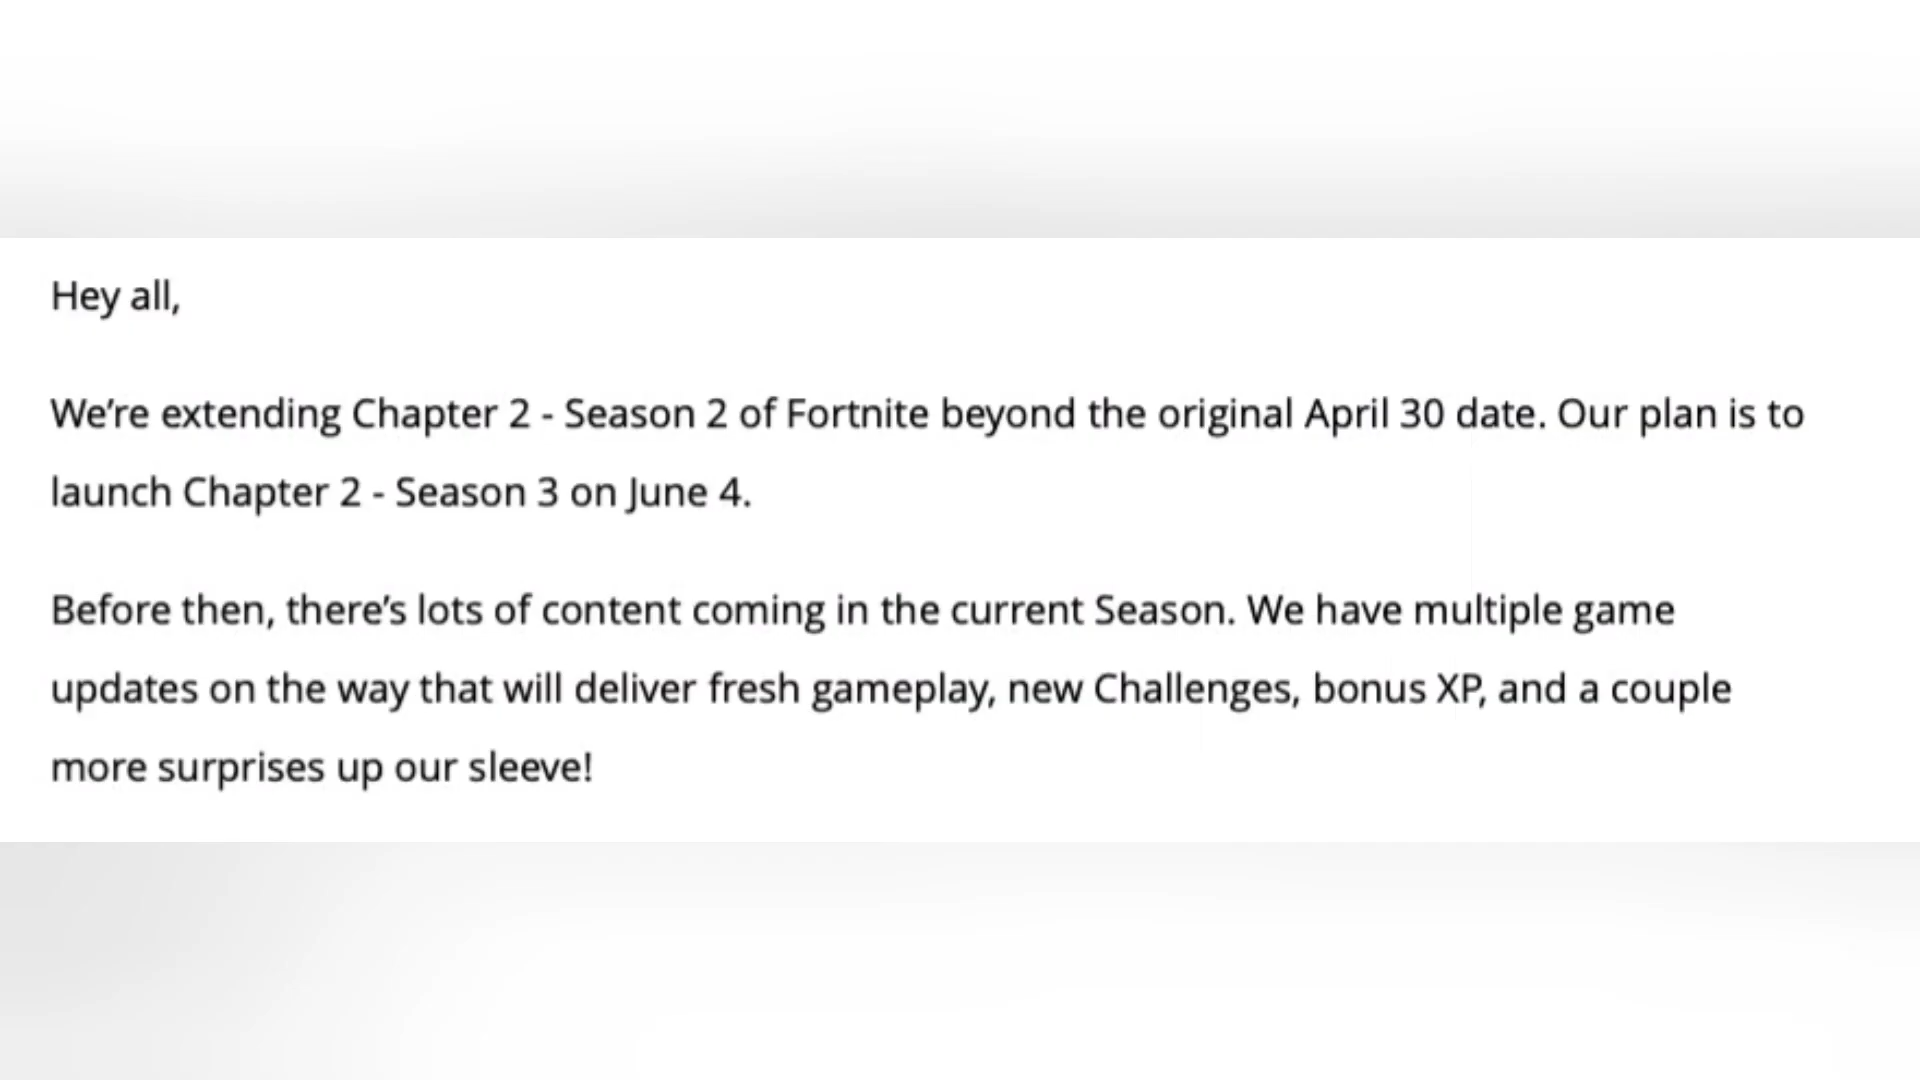 Hey all,
We’re extending Chapter 2 - Season 2 of Fortnite beyond the original April 30 date. Our plan is to
launch Chapter 2 - Season 3 on June 4.
Before then, there’s lots of content coming in the current Season. We have multiple game
updates on the way that will deliver fresh gameplay, new Challenges, bonus XP, and a couple
more surprises up our sleeve!